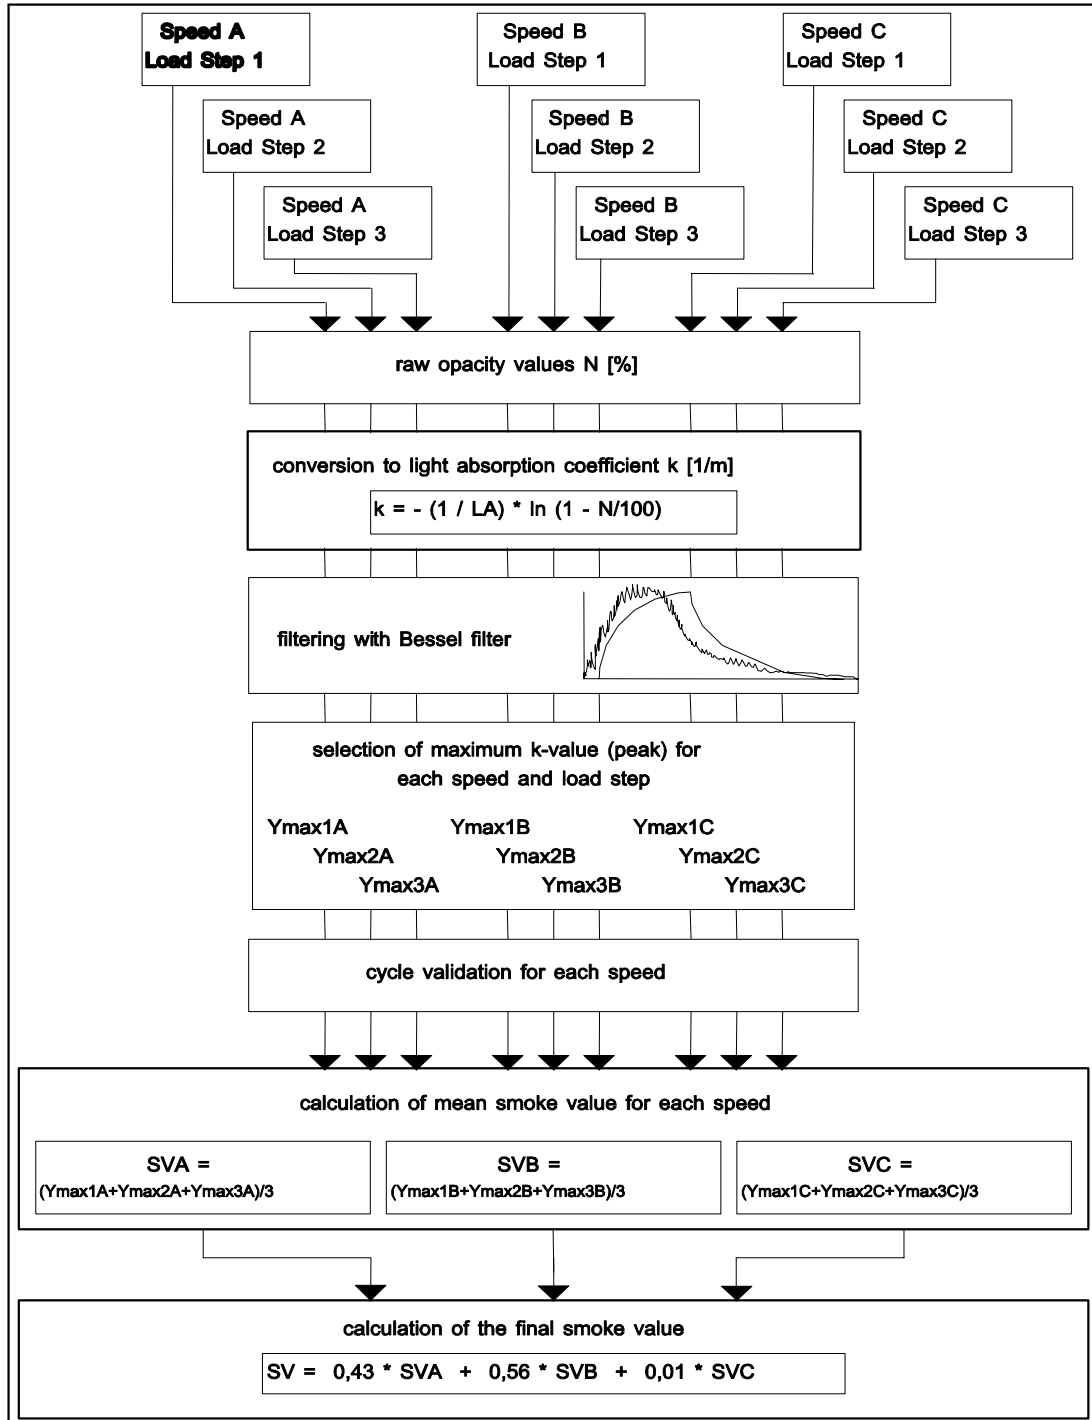 Speed A
Load Step 1
Speed B
Load Step 1
Speed C
Load Step 1
Speed A
Load Step 2
Speed B
Load Step 2
Speed C
Load Step 2
Speed A
Load Step 3
Speed B
Load Step 3
Speed C
Load Step 3
raw opacity values N [%]
conversion to light absorption coefficient k [1/m]
k = - (1 / LA) * ln (1 - N/100)
filtering with Bessel filter
selection of maximum k-value (peak) for
each speed and load step
Ymax1A Ymax1B Ymax1C
Ymax2A Ymax2B Ymax2C
Ymax3A Ymax3B Ymax3C
cycle validation for each speed
calculation of mean smoke value for each speed
SVA =
(Ymax1A+Ymax2A+Ymax3A)/3
SVB =
(Ymax1B+Ymax2B+Ymax3B)/3
SVC =
(Ymax1C+Ymax2C+Ymax3C)/3
calculation of the final smoke value
SV = 0,43 * SVA + 0,56 * SVB + 0,01 * SVC